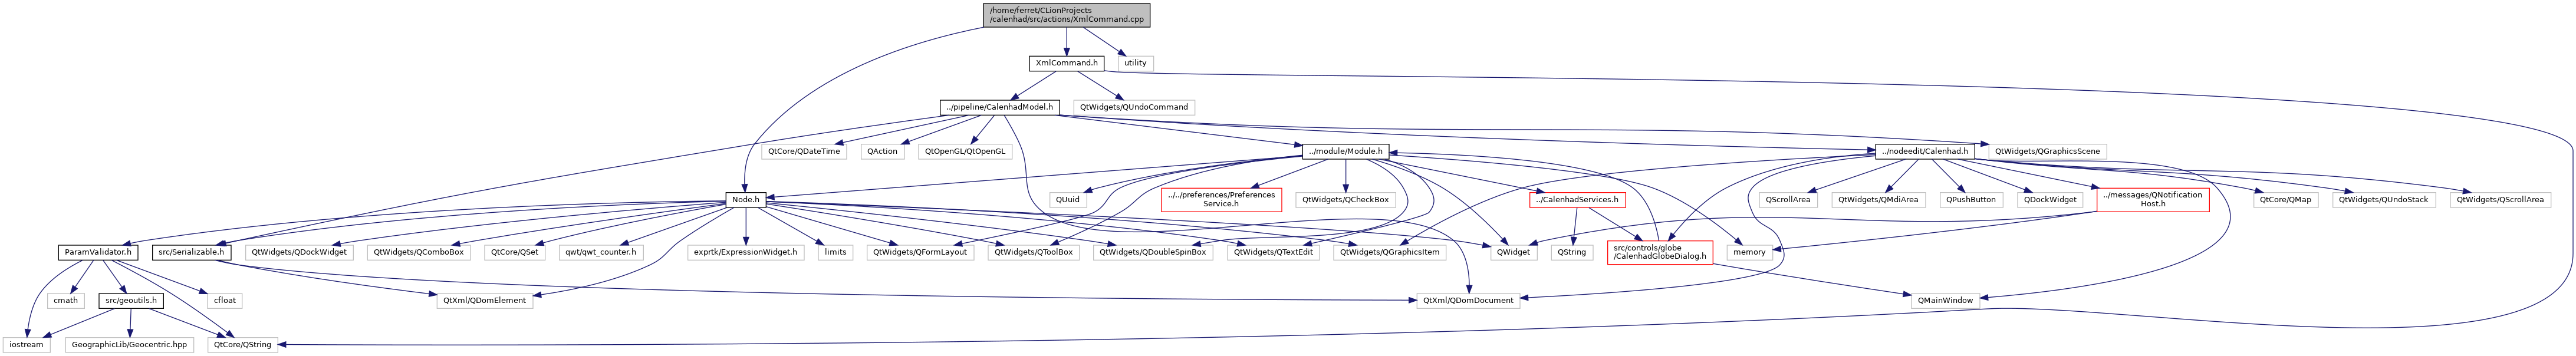 /home/ferret/CLionProjects
/calenhad/src/actions/XmlCommand.cpp
XmlCommand.h
utility
../pipeline/CalenhadModel.h
QtWidgets/QUndoCommand
QtCore/QDateTime
QAction
QtOpenGL/QtOpenGL
../module/Module.h
../nodeedit/Calenhad.h
QtWidgets/QGraphicsScene
Node.h
QUuid
../../preferences/Preferences
Service.h
QtWidgets/QCheckBox
../CalenhadServices.h
QScrollArea
QtWidgets/QMdiArea
QPushButton
QDockWidget
../messages/QNotification
Host.h
QtCore/QMap
QtWidgets/QUndoStack
QtWidgets/QScrollArea
ParamValidator.h
src/Serializable.h
QtWidgets/QDockWidget
QtWidgets/QComboBox
QtCore/QSet
qwt/qwt_counter.h
exprtk/ExpressionWidget.h
limits
QtWidgets/QFormLayout
QtWidgets/QToolBox
QtWidgets/QDoubleSpinBox
QtWidgets/QTextEdit
QtWidgets/QGraphicsItem
QWidget
QString
src/controls/globe
/CalenhadGlobeDialog.h
memory
cmath
src/geoutils.h
cfloat
QtXml/QDomElement
QtXml/QDomDocument
QMainWindow
iostream
GeographicLib/Geocentric.hpp
QtCore/QString